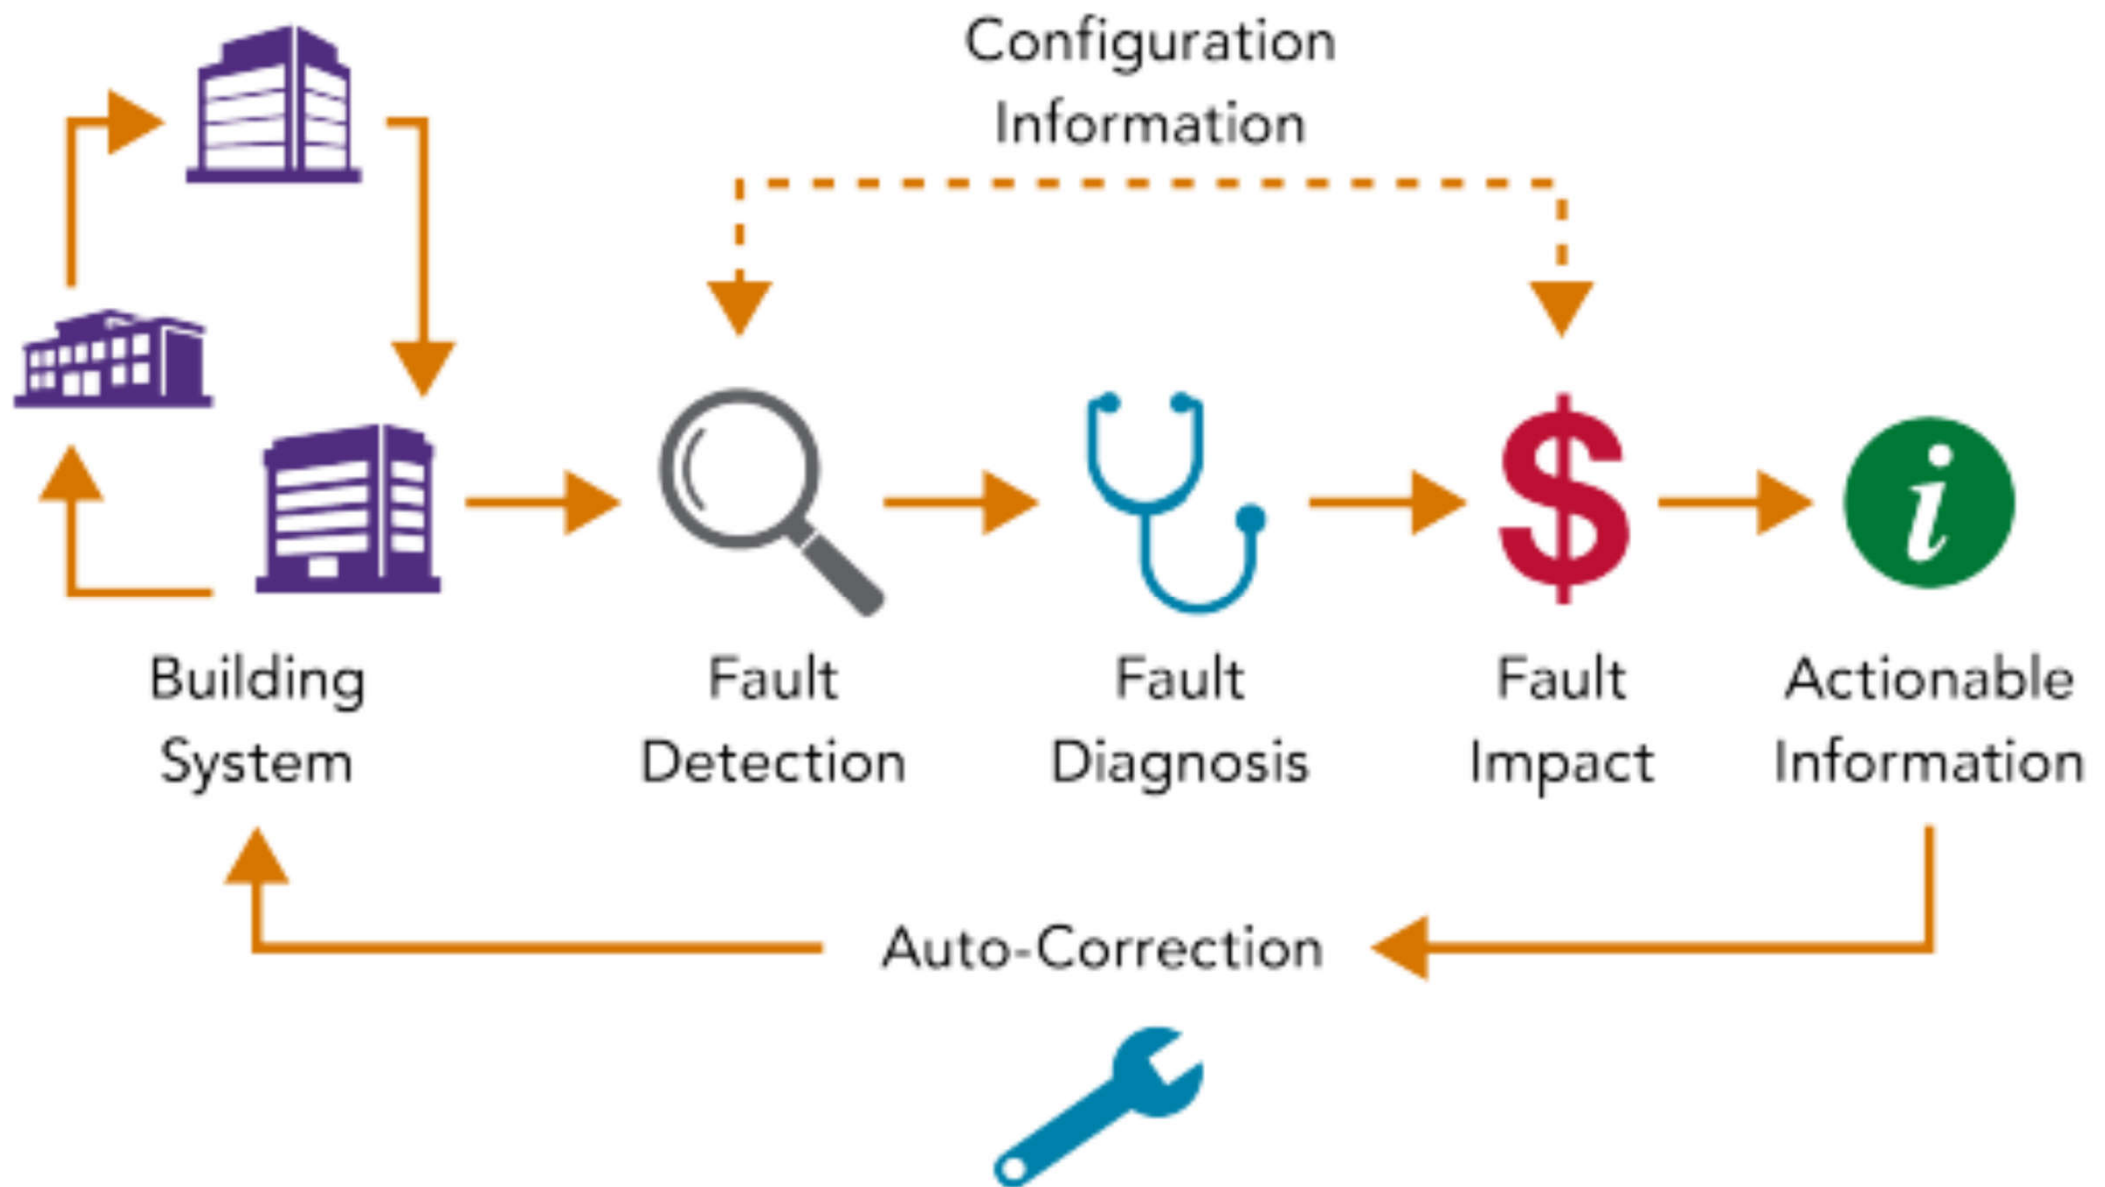 Configuration
Information
Building
System
Fault
Detection
Fault
Diagnosis
Fault
Impact
Actionable
Information
Auto-Correction